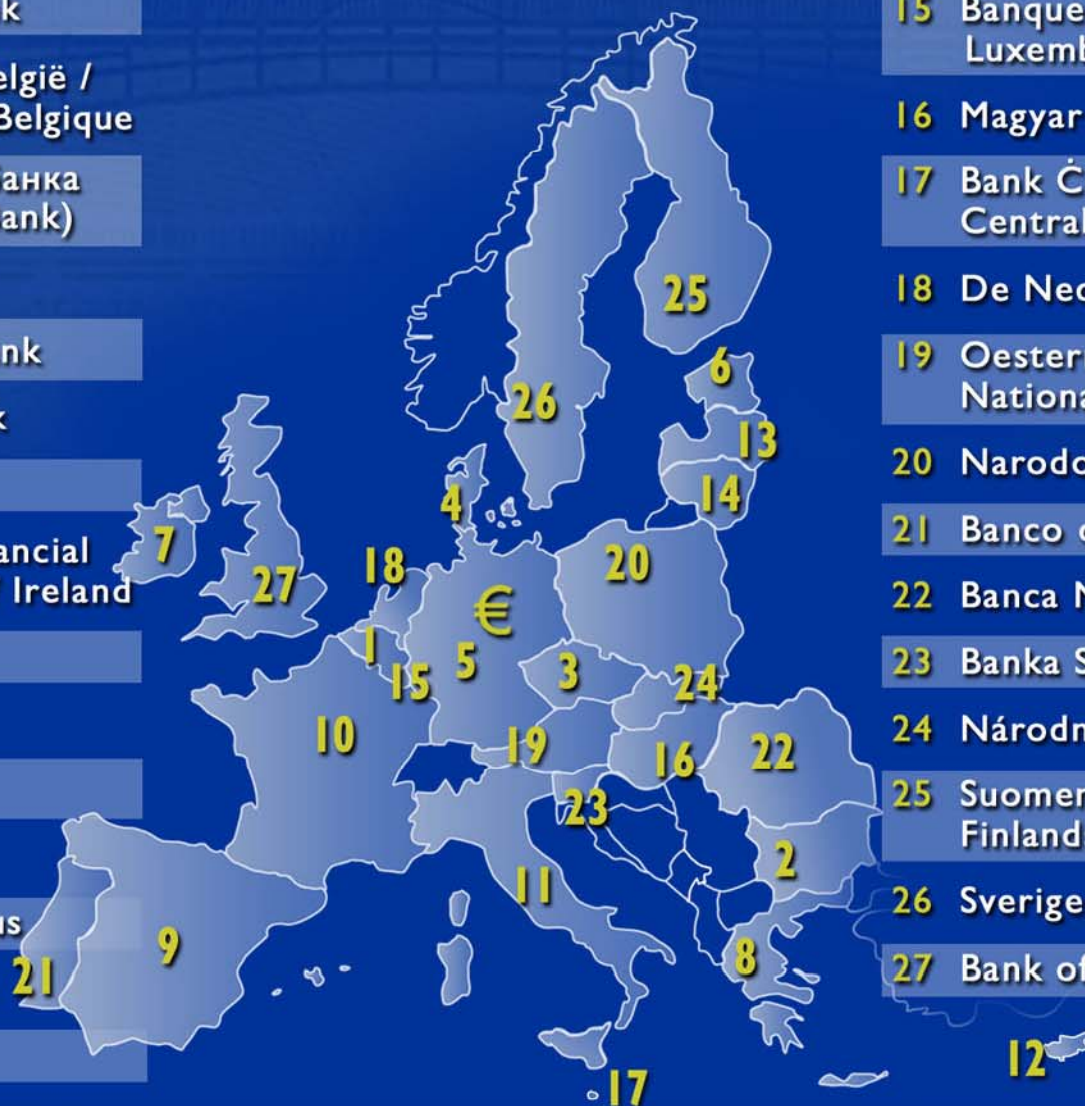 k
elgië /
Belgique
анка
ank)
nk
k
ancial
Ireland
us
25
6
26
13
4
14
7
18
20
27
€
1
5
3
15
24
10
19
16
22
23
2
11
9
8
21
12
17
15 Banque
Luxemb
16 Magyar
17 Bank Ċ
Central
18 De Ned
19 Oester
Nationa
20 Narodo
21 Banco
22 Banca N
23 Banka S
24 Národn
25 Suomen
Finland
26 Sverige
27 Bank of